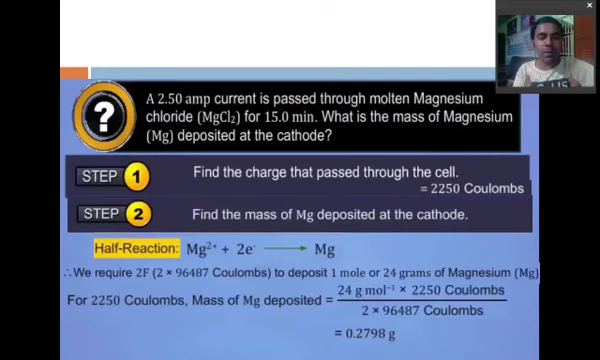 ?
A 2.50 amp current is passed through molten Magnesium
chloride (MgCl₂) for 15.0 min. What is the mass of Magnesium
(Mg) deposited at the cathode?
STEP 1 Find the charge that passed through the cell.
= 2250 Coulombs
STEP 2 Find the mass of Mg deposited at the cathode.
Half-Reaction: Mg²⁺ + 2e⁻ ⟶ Mg
∴We require 2F (2 × 96487 Coulombs) to deposit 1 mole or 24 grams of Magnesium (Mg)
For 2250 Coulombs, Mass of Mg deposited = 24 g mol⁻¹ × 2250 Coulombs
2 × 96487 Coulombs
= 0.2798 g